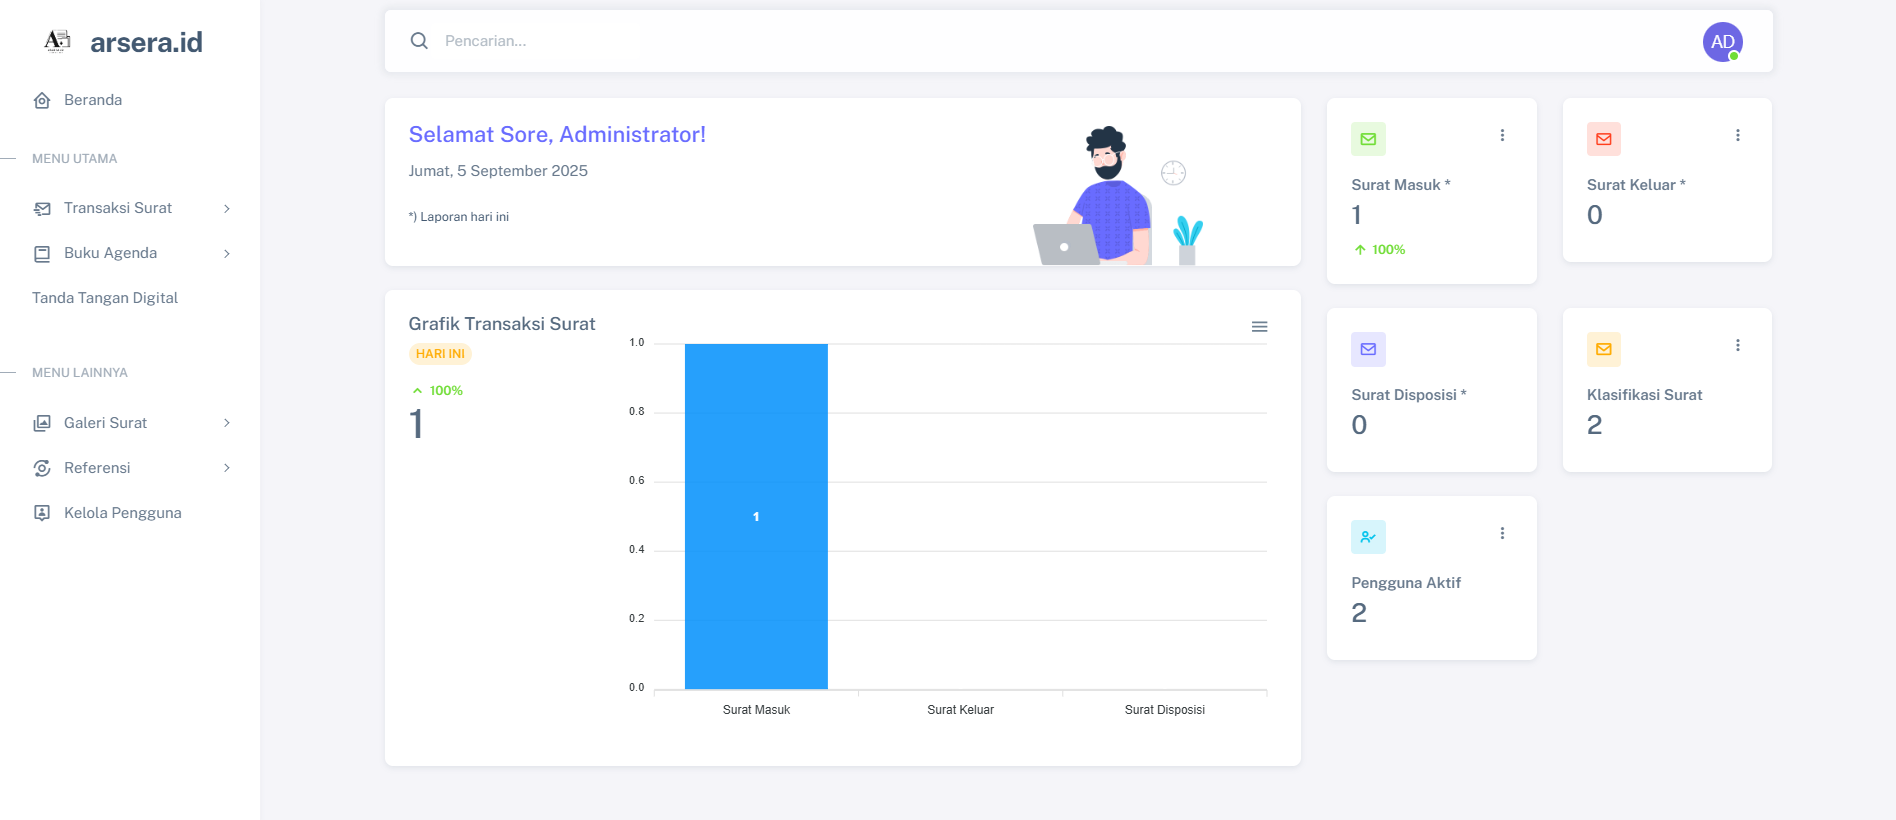 arsera.id
Beranda
MENU UTAMA
Transaksi Surat
Buku Agenda
Tanda Tangan Digital
MENU LAINNYA
Galeri Surat
Referensi
Kelola Pengguna
Pencarian...
AD
Selamat Sore, Administrator!
Jumat, 5 September 2025
*) Laporan hari ini
Grafik Transaksi Surat
HARI INI
100%
1
1.0
0.8
0.6
0.4
0.2
0.0
1
Surat Masuk
Surat Keluar
Surat Disposisi
Surat Masuk *
1
100%
Surat Keluar *
0
Surat Disposisi *
0
Klasifikasi Surat
2
Pengguna Aktif
2